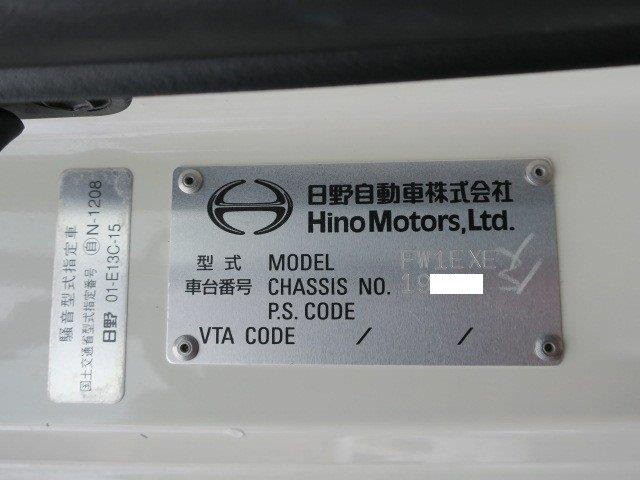 騒音型式指定車
国土交通省型式指定番号 自 N-1208
日野 01-E13C-15
日野自動車株式会社
Hino Motors, Ltd.
型式 MODEL FW1EXE
車台番号 CHASSIS NO. 19
P.S. CODE
VTA CODE / /